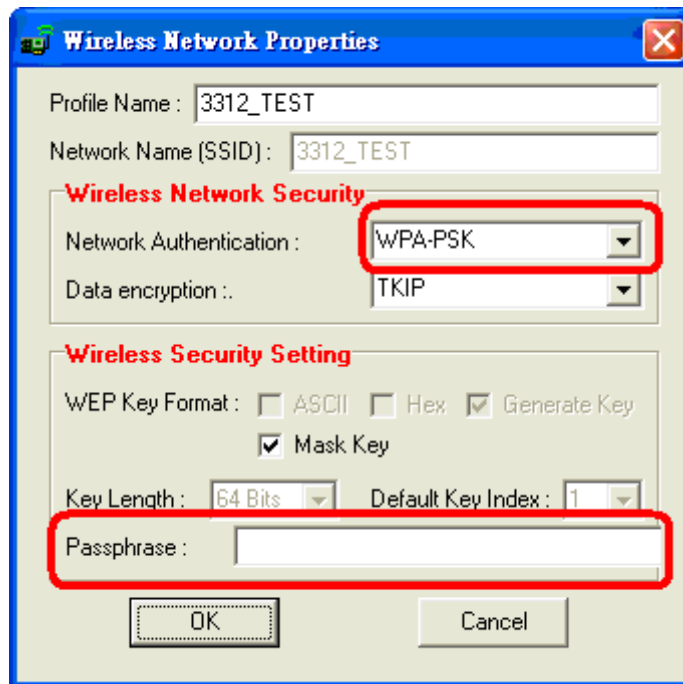 Wireless Network Properties
Profile Name : 3312_TEST
Network Name (SSID) : 3312_TEST
Wireless Network Security
Network Authentication : WPA-PSK
Data encryption :. TKIP
Wireless Security Setting
WEP Key Format : ASCII Hex Generate Key
Mask Key
Key Length : 64 Bits Default Key Index : 1
Passphrase :
OK Cancel